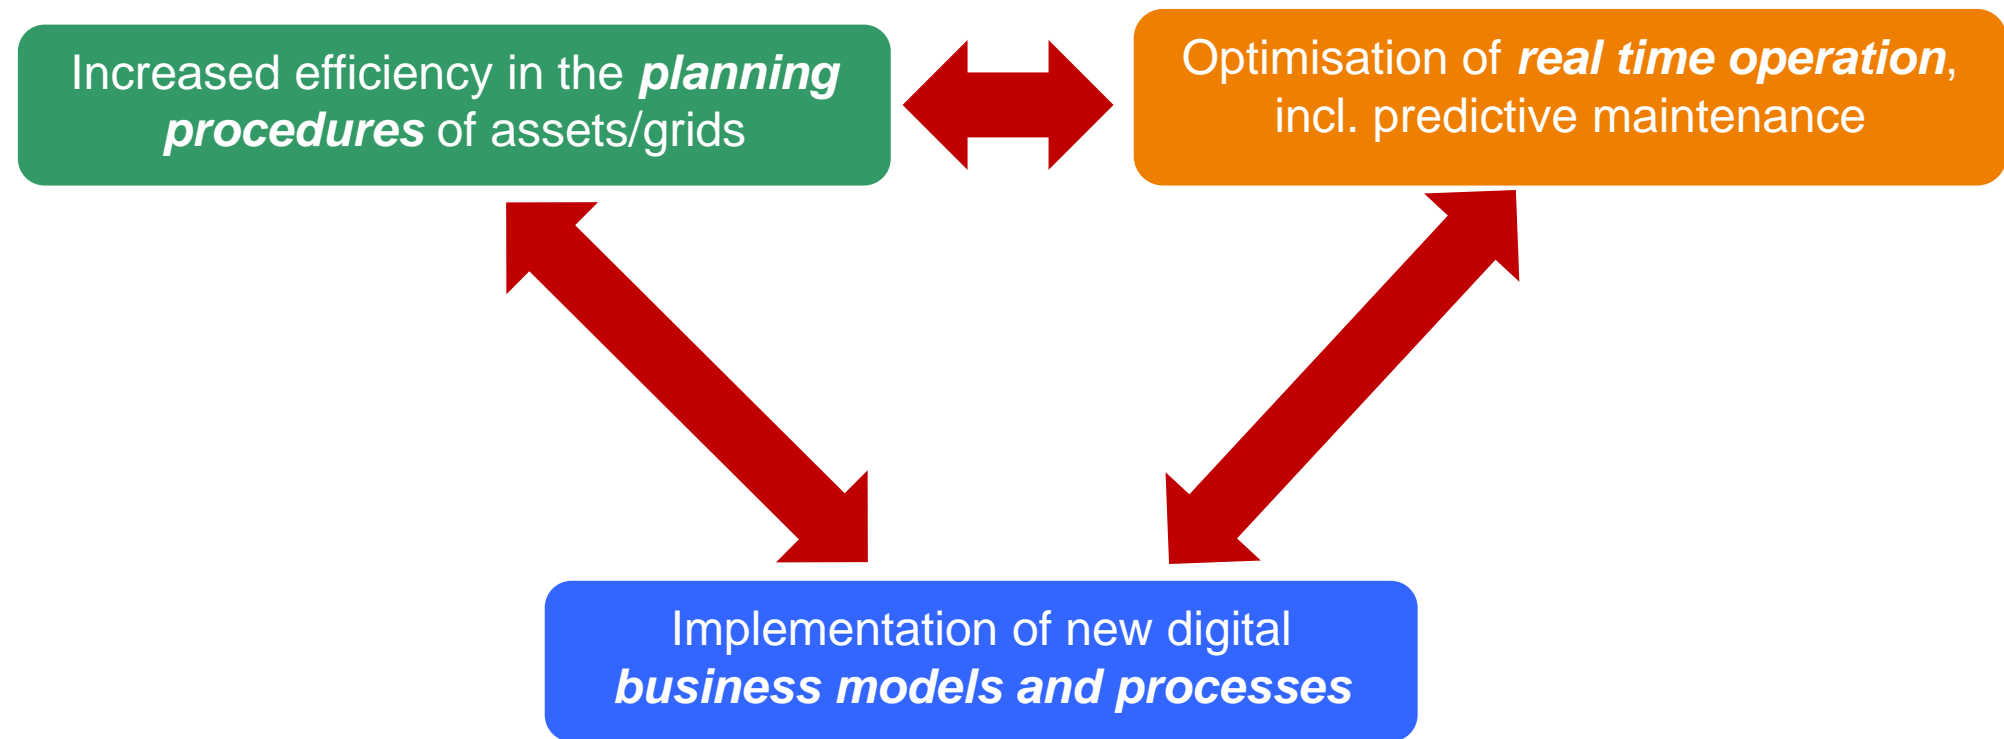 Increased efficiency in the planning
procedures of assets/grids
Optimisation of real time operation,
incl. predictive maintenance
Implementation of new digital
business models and processes